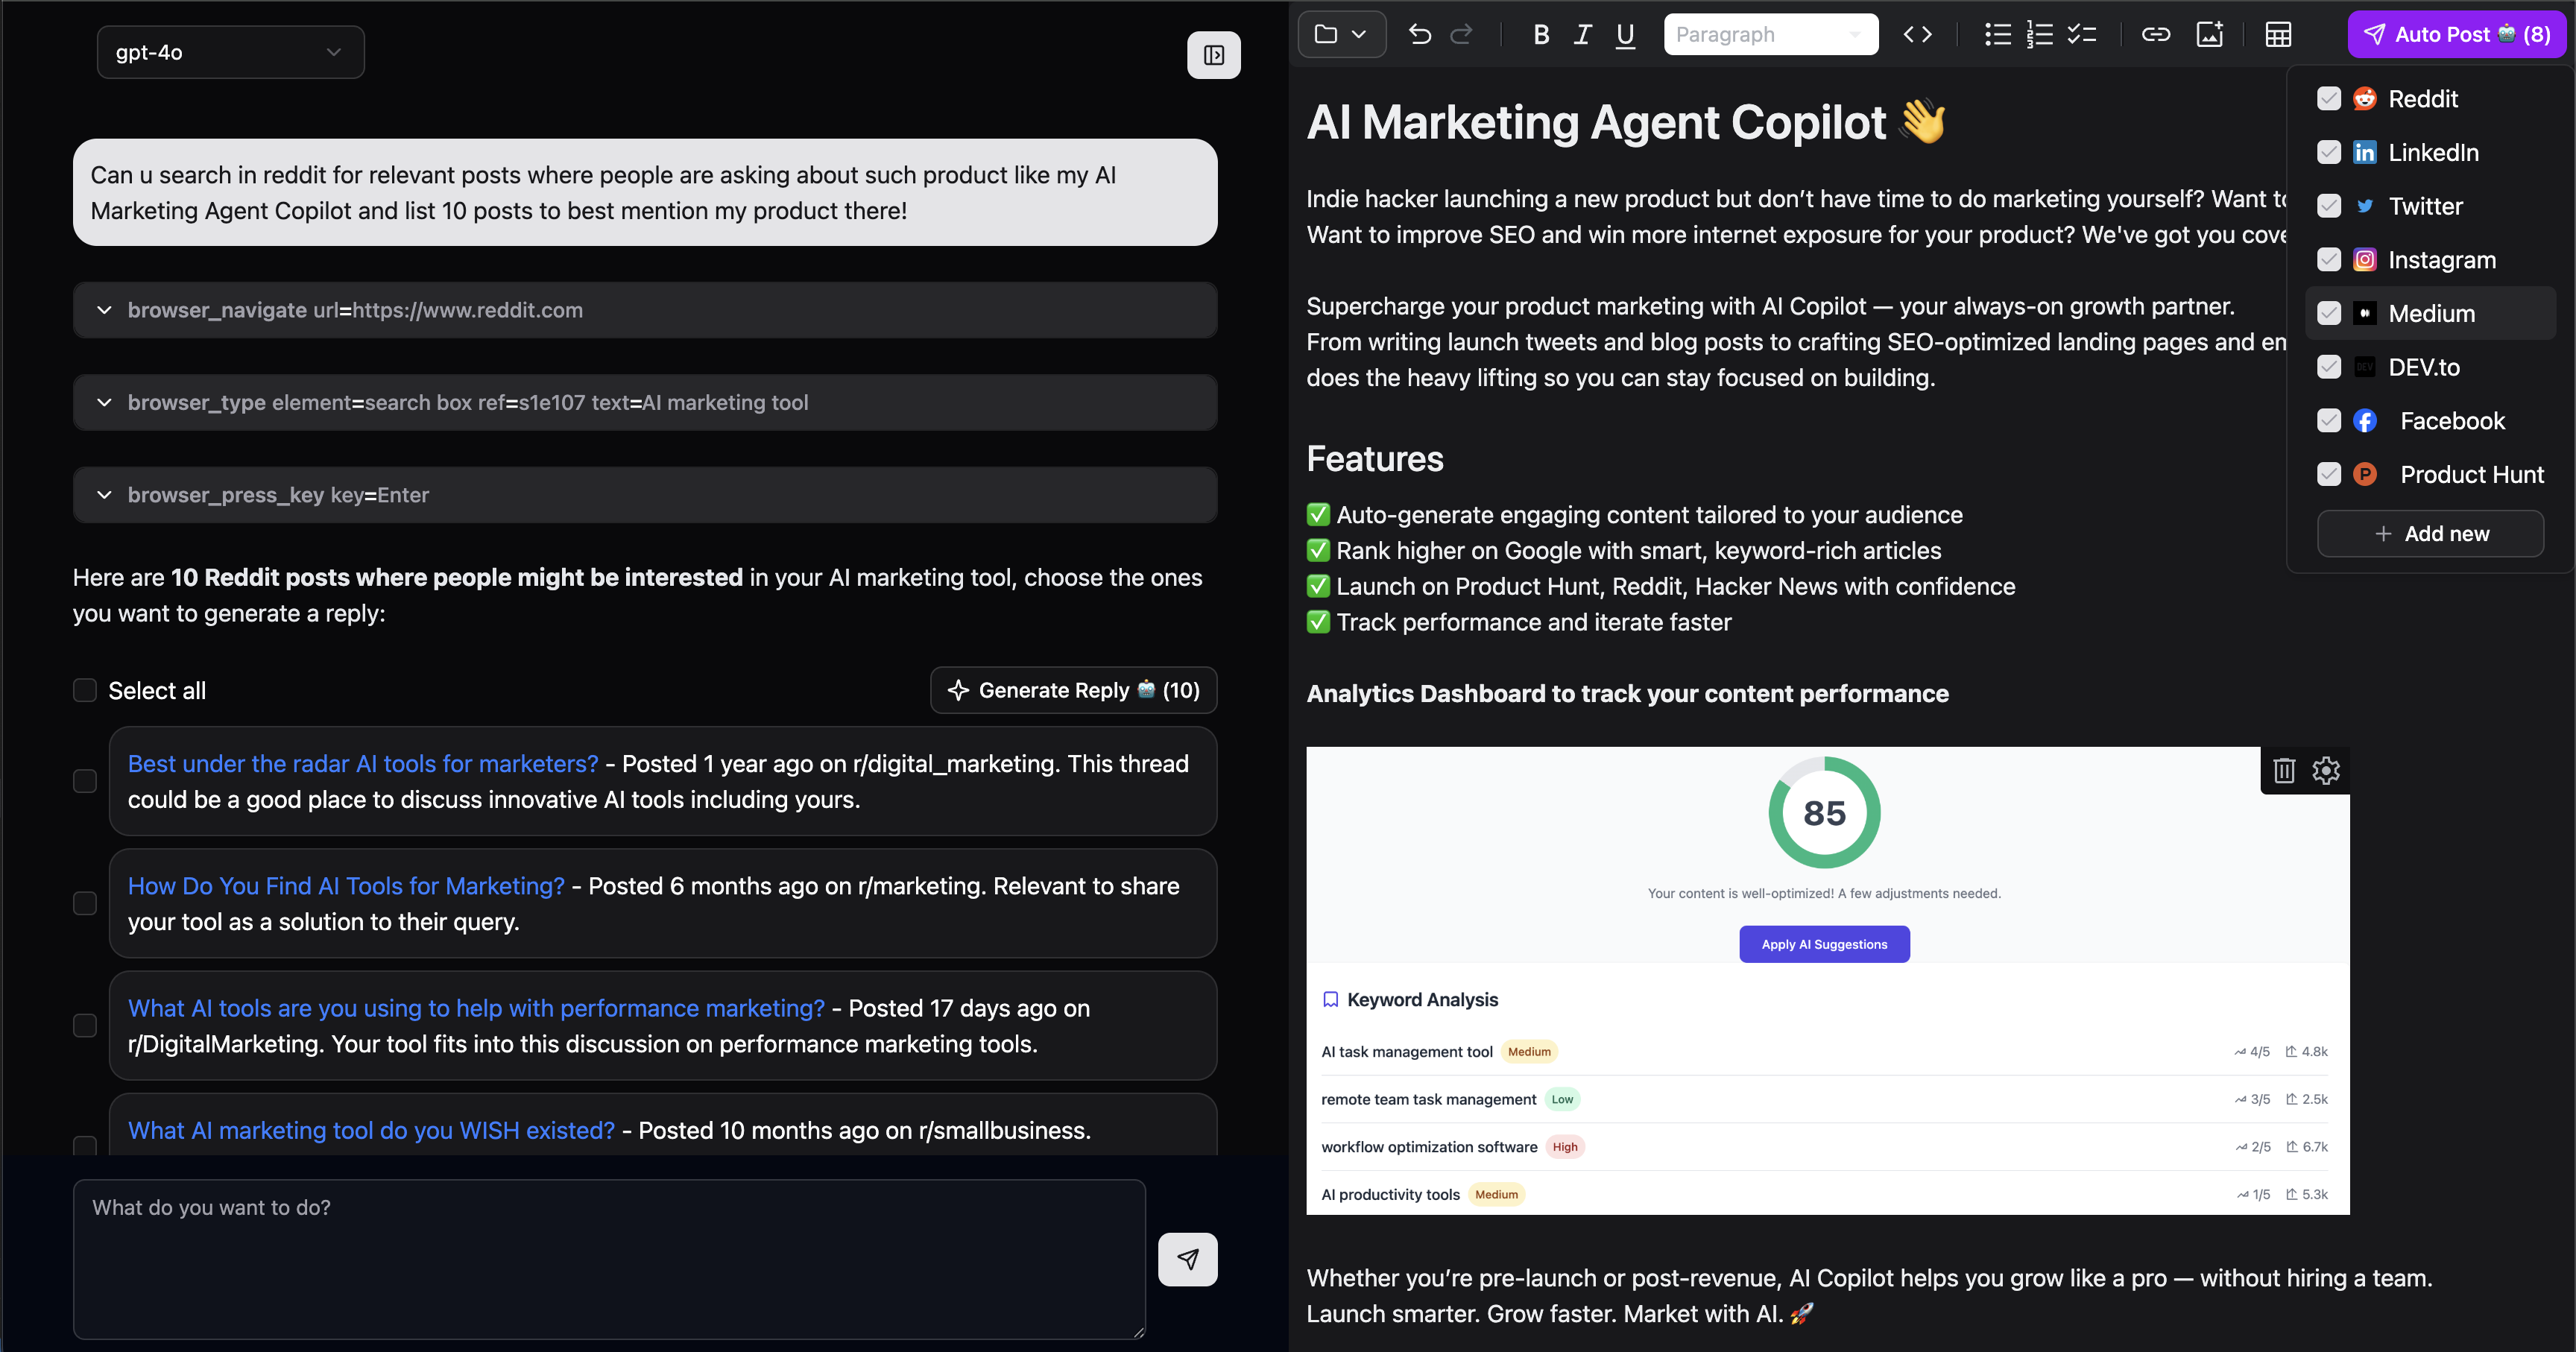 gpt-4o
Can u search in reddit for relevant posts where people are asking about such product like my AI
Marketing Agent Copilot and list 10 posts to best mention my product there!
browser_navigate url=https://www.reddit.com
browser_type element=search box ref=s1e107 text=AI marketing tool
browser_press_key key=Enter
Here are 10 Reddit posts where people might be interested in your AI marketing tool, choose the ones
you want to generate a reply:
Select all
Generate Reply 🤖 (10)
Best under the radar AI tools for marketers? - Posted 1 year ago on r/digital_marketing. This thread
could be a good place to discuss innovative AI tools including yours.
How Do You Find AI Tools for Marketing? - Posted 6 months ago on r/marketing. Relevant to share
your tool as a solution to their query.
What AI tools are you using to help with performance marketing? - Posted 17 days ago on
r/DigitalMarketing. Your tool fits into this discussion on performance marketing tools.
What AI marketing tool do you WISH existed? - Posted 10 months ago on r/smallbusiness.
What do you want to do?
B I U
Paragraph
Auto Post 🤖 (8)
Reddit
LinkedIn
Twitter
Instagram
Medium
DEV.to
Facebook
Product Hunt
+ Add new
AI Marketing Agent Copilot 👋
Indie hacker launching a new product but don’t have time to do marketing yourself? Want
Want to improve SEO and win more internet exposure for your product? We've got you
Supercharge your product marketing with AI Copilot — your always-on growth partner.
From writing launch tweets and blog posts to crafting SEO-optimized landing pages and
does the heavy lifting so you can stay focused on building.
Features
✅ Auto-generate engaging content tailored to your audience
✅ Rank higher on Google with smart, keyword-rich articles
✅ Launch on Product Hunt, Reddit, Hacker News with confidence
✅ Track performance and iterate faster
Analytics Dashboard to track your content performance
85
Your content is well-optimized! A few adjustments needed.
Apply AI Suggestions
Keyword Analysis
AI task management tool Medium 4/5 4.8k
remote team task management Low 3/5 2.5k
workflow optimization software High 2/5 6.7k
AI productivity tools Medium 1/5 5.3k
Whether you’re pre-launch or post-revenue, AI Copilot helps you grow like a pro — without hiring a team.
Launch smarter. Grow faster. Market with AI. 🚀